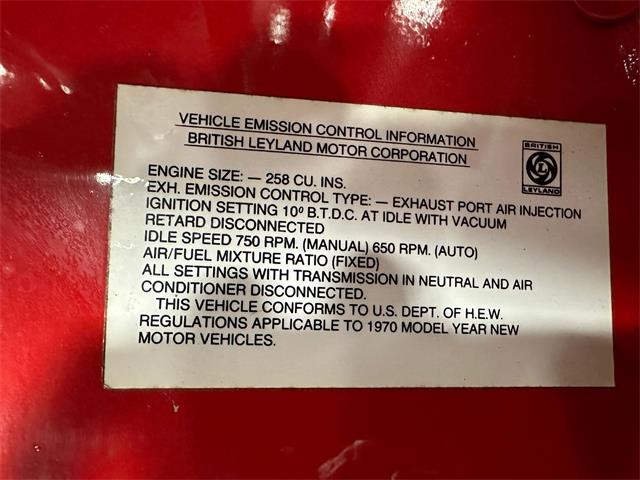 VEHICLE EMISSION CONTROL INFORMATION
BRITISH LEYLAND MOTOR CORPORATION
BRITISH
L
LEYLAND
ENGINE SIZE: — 258 CU. INS.
EXH. EMISSION CONTROL TYPE: — EXHAUST PORT AIR INJECTION
IGNITION SETTING 10º B.T.D.C. AT IDLE WITH VACUUM
RETARD DISCONNECTED
IDLE SPEED 750 RPM. (MANUAL) 650 RPM. (AUTO)
AIR/FUEL MIXTURE RATIO (FIXED)
ALL SETTINGS WITH TRANSMISSION IN NEUTRAL AND AIR
CONDITIONER DISCONNECTED.
THIS VEHICLE CONFORMS TO U.S. DEPT. OF H.E.W.
REGULATIONS APPLICABLE TO 1970 MODEL YEAR NEW
MOTOR VEHICLES.